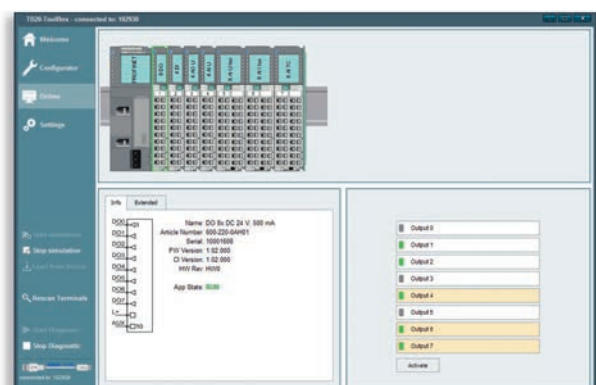 TB20-ToolBox - connected to: 192938
Welcome
Configurator
Online
Settings
Stop simulation
Rescan Terminals
Stop Diagnostic
PROFINET
Info
Extended
DO0
DO1
DO2
DO3
DO4
DO5
DO6
DO7
L+
AUX
Name: DO 8x DC 24 V 500 mA
Article Number: 600-220-0AH01
Serial: 10001608
FW Version: 1.02.000
CI Version: 1.02.000
HW Rev: HW0
App State: RUN
Output 0
Output 1
Output 2
Output 3
Output 4
Output 5
Output 6
Output 7
Activate